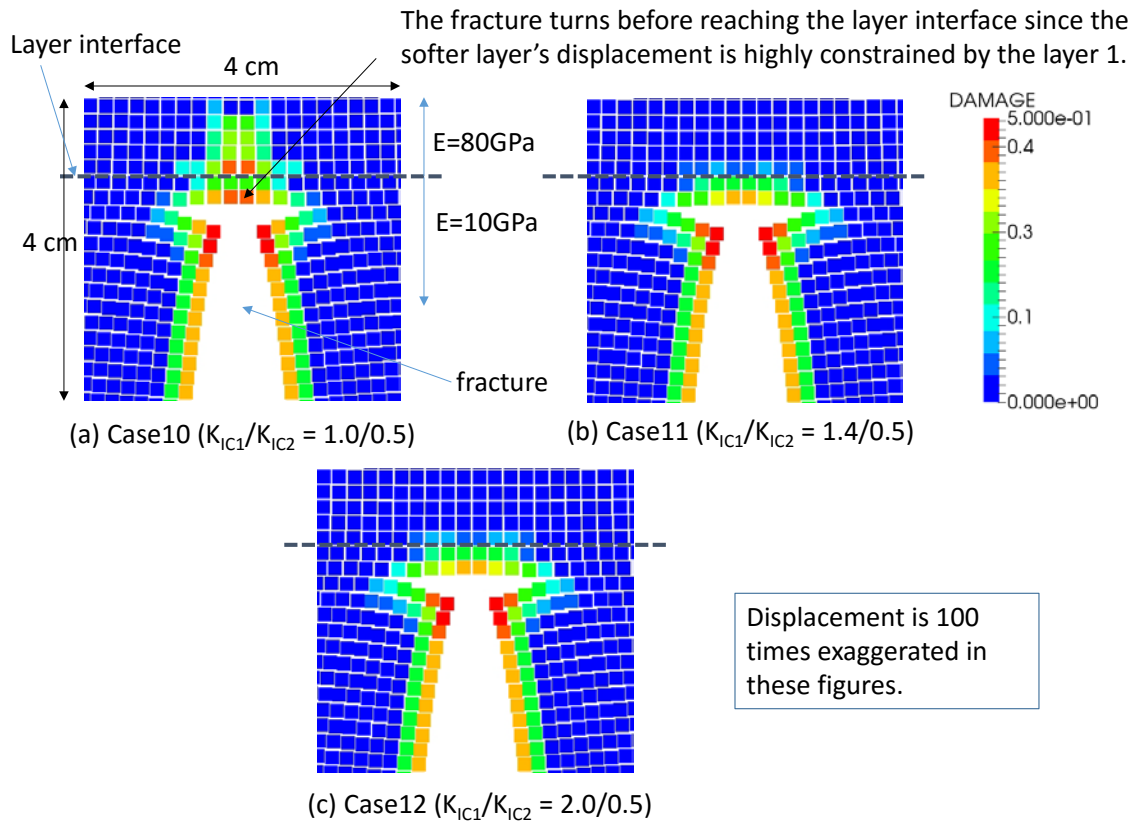 The fracture turns before reaching the layer interface since the
softer layer's displacement is highly constrained by the layer 1.
Layer interface
4 cm
4 cm
E=80GPa
E=10GPa
fracture
DAMAGE
5.000e-01
0.4
0.3
0.1
0.000e+00
(a) Case10 (K_IC1/K_IC2 = 1.0/0.5)
(b) Case11 (K_IC1/K_IC2 = 1.4/0.5)
(c) Case12 (K_IC1/K_IC2 = 2.0/0.5)
Displacement is 100
times exaggerated in
these figures.